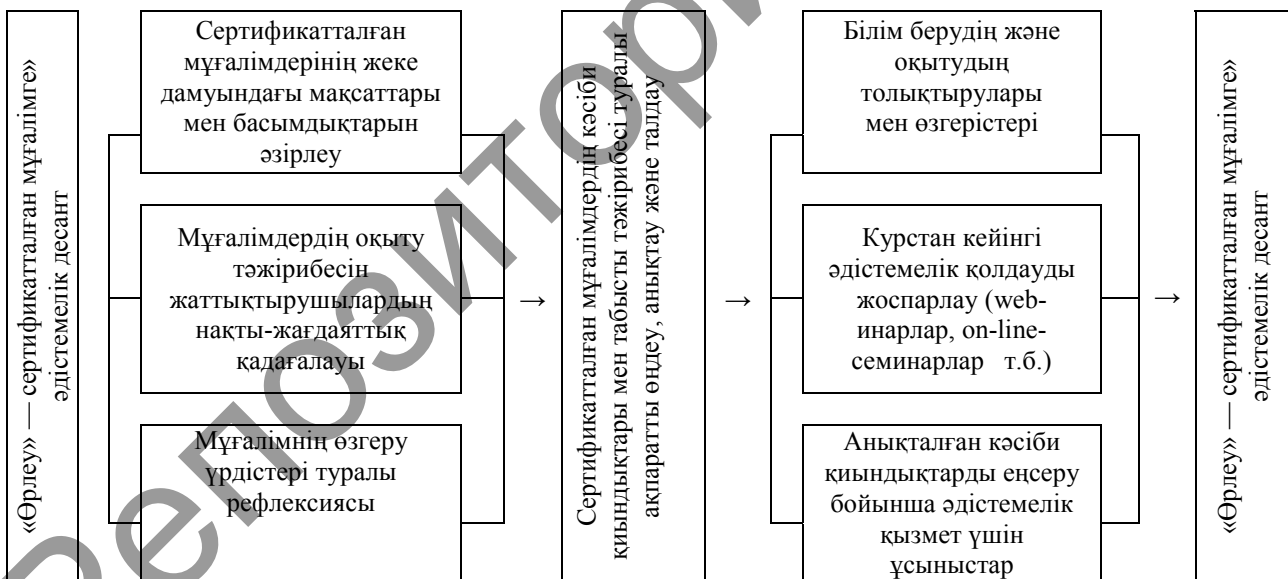 «Өрлеу» — сертификатталған мұғалімге»
әдістемелік десант
Сертификатталған
мұғалімдерінің жеке
дамуындағы мақсаттары
мен басымдықтарын
әзірлеу
Мұғалімдердің оқыту
тәжірибесін
жаттықтырушылардың
нақты-жағдаяттық
қадағалауы
Мұғалімнің өзгеру
үрдістері туралы
рефлексиясы
→
Сертификатталған мұғалімдердің кәсіби
қиындықтары мен табысты тәжірибесі туралы
ақпаратты өңдеу, анықтау және талдау
→
Білім берудің және
оқытудың
толықтырулары
мен өзгерістері
Курстан кейінгі
әдістемелік қолдауды
жоспарлау (web-
инарлар, on-line-
семинарлар т.б.)
Анықталған кәсіби
қиындықтарды еңсеру
бойынша әдістемелік
қызмет үшін
ұсыныстар
→
«Өрлеу» — сертификатталған мұғалімге»
әдістемелік десант
Репозитори